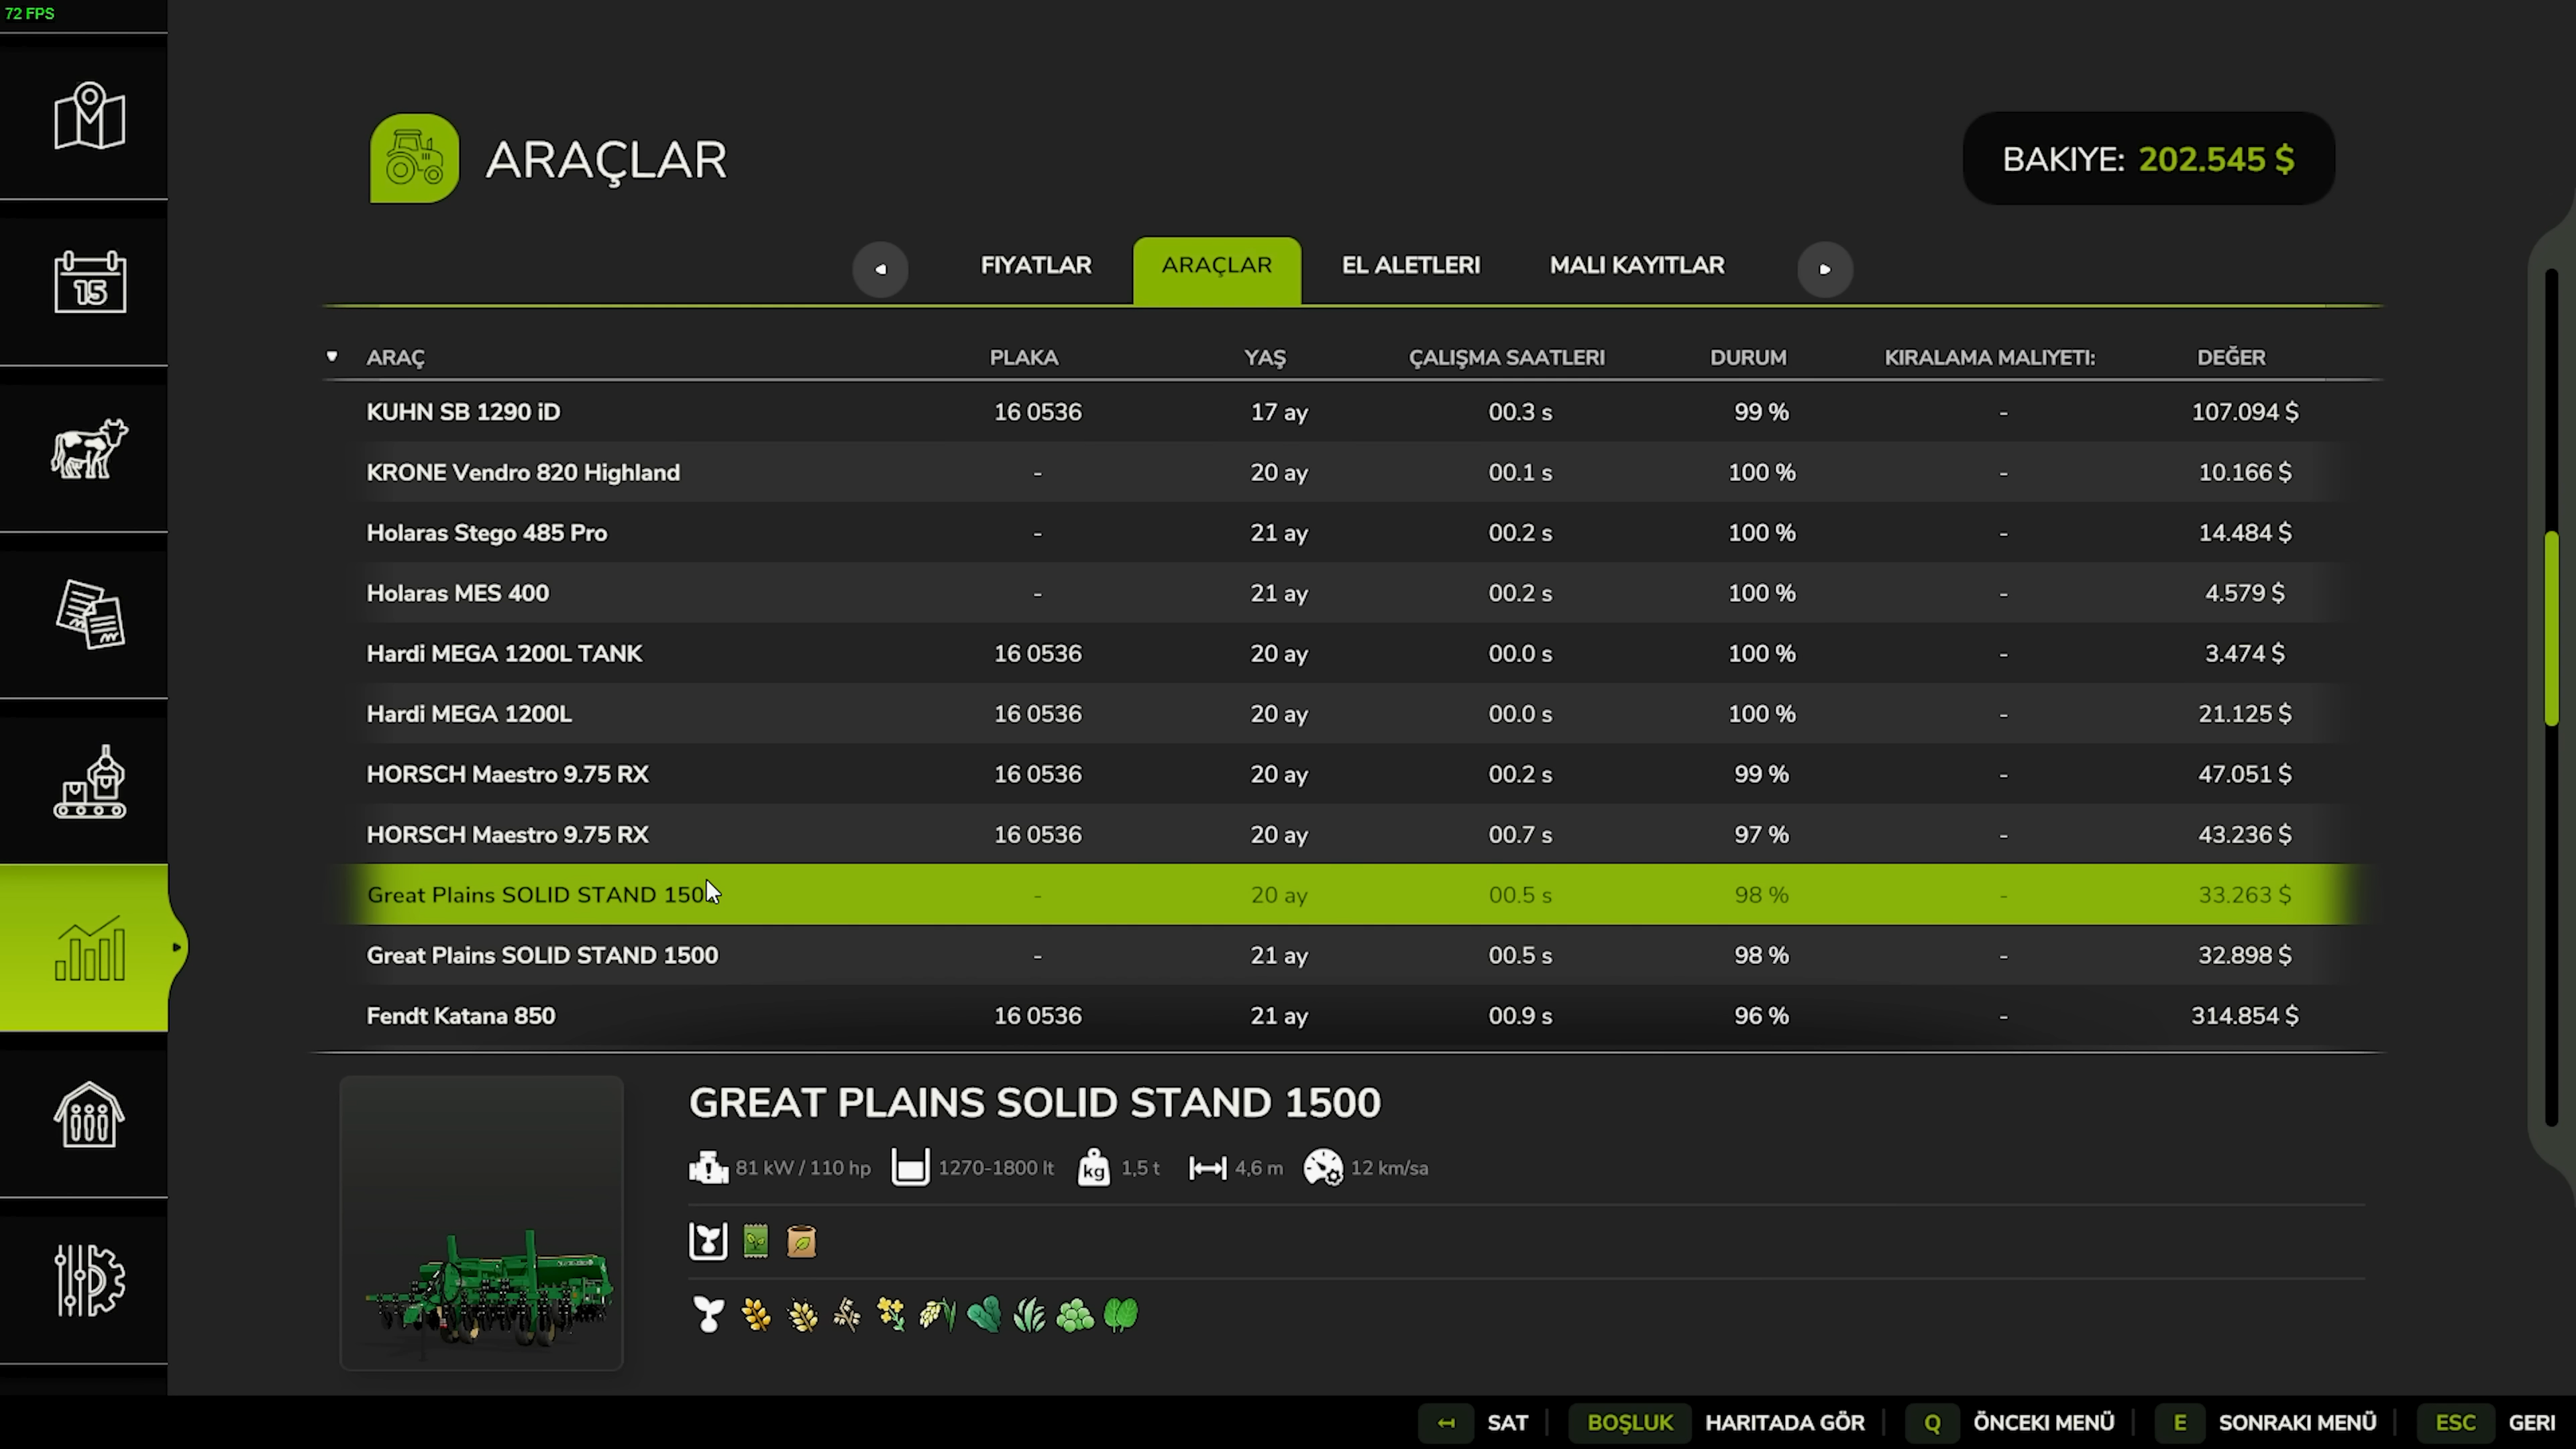 72 FPS
ARAÇLAR
BAKIYE: 202.545 $
FIYATLAR ARAÇLAR EL ALETLERI MALI KAYITLAR
15
ARAÇ PLAKA YAŞ ÇALIŞMA SAATLERI DURUM KIRALAMA MALIYETI: DEĞER
KUHN SB 1290 iD 16 0536 17 ay 00.3 s 99 % - 107.094 $
KRONE Vendro 820 Highland - 20 ay 00.1 s 100 % - 10.166 $
Holaras Stego 485 Pro - 21 ay 00.2 s 100 % - 14.484 $
Holaras MES 400 - 21 ay 00.2 s 100 % - 4.579 $
Hardi MEGA 1200L TANK 16 0536 20 ay 00.0 s 100 % - 3.474 $
Hardi MEGA 1200L 16 0536 20 ay 00.0 s 100 % - 21.125 $
HORSCH Maestro 9.75 RX 16 0536 20 ay 00.2 s 99 % - 47.051 $
HORSCH Maestro 9.75 RX 16 0536 20 ay 00.7 s 97 % - 43.236 $
Great Plains SOLID STAND 1500 - 20 ay 00.5 s 98 % - 33.263 $
Great Plains SOLID STAND 1500 - 21 ay 00.5 s 98 % - 32.898 $
Fendt Katana 850 16 0536 21 ay 00.9 s 96 % - 314.854 $
GREAT PLAINS SOLID STAND 1500
81 kW / 110 hp 1270-1800 lt kg 1,5 t 4,6 m 12 km/sa
SAT BOŞLUK HARITADA GÖR Q ÖNCEKI MENÜ E SONRAKI MENÜ ESC GERI